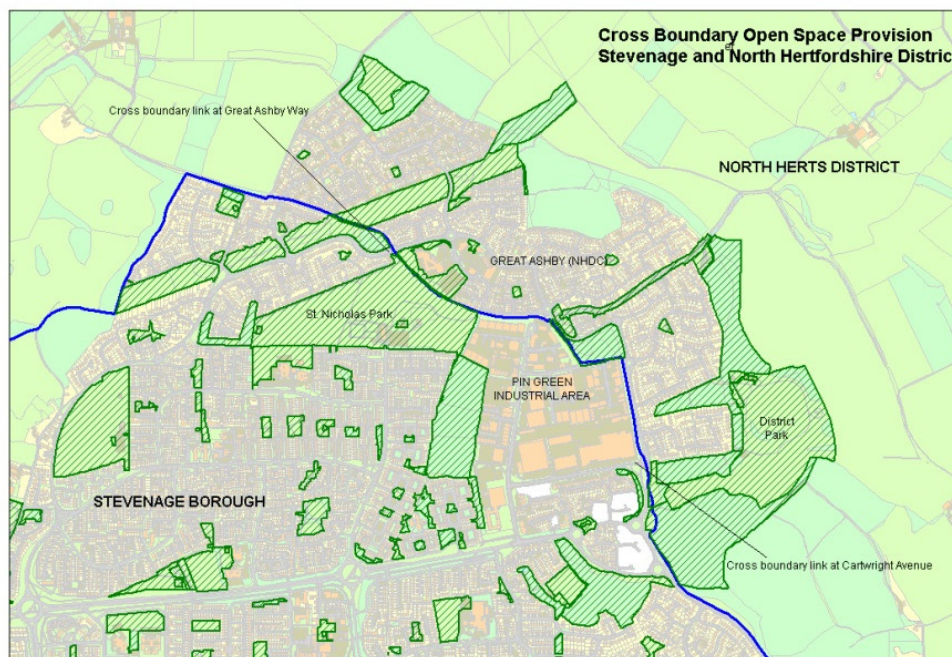 Cross Boundary Open Space Provision
Stevenage and North Hertfordshire Distric
Cross boundary link at Great Ashby Way
NORTH HERTS DISTRICT
GREAT ASHBY (NHDC)
St. Nicholas Park
PIN GREEN
INDUSTRIAL AREA
District
Park
STEVENAGE BOROUGH
Cross boundary link at Cartwright Avenue